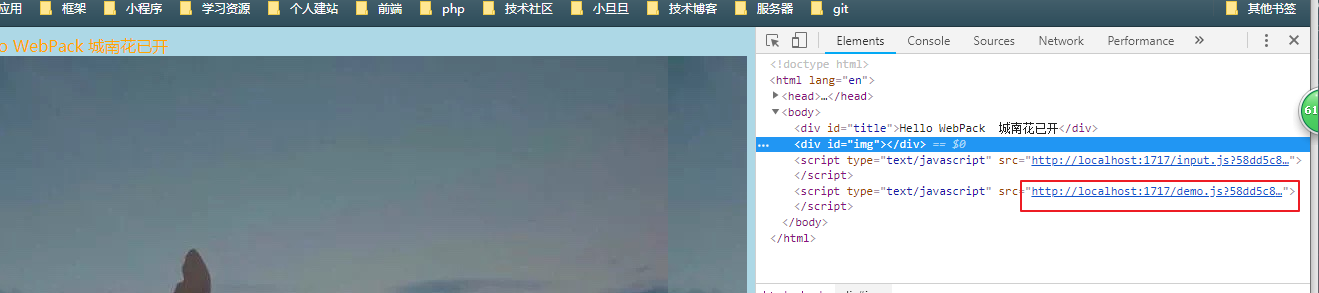 应用 框架 小程序 学习资源 个人建站 前端 php 技术社区 小旦旦 技术博客 服务器 git 其他书签
o WebPack 城南花已开
Elements Console Sources Network Performance »
<!doctype html>
<html lang="en">
<head>…</head>
<body>
<div id="title">Hello WebPack  城南花已开</div>
… <div id="img"></div> == $0
<script type="text/javascript" src="http://localhost:1717/input.js?58dd5c8…">
</script>
<script type="text/javascript" src="http://localhost:1717/demo.js?58dd5c8…">
</script>
</body>
</html>
61